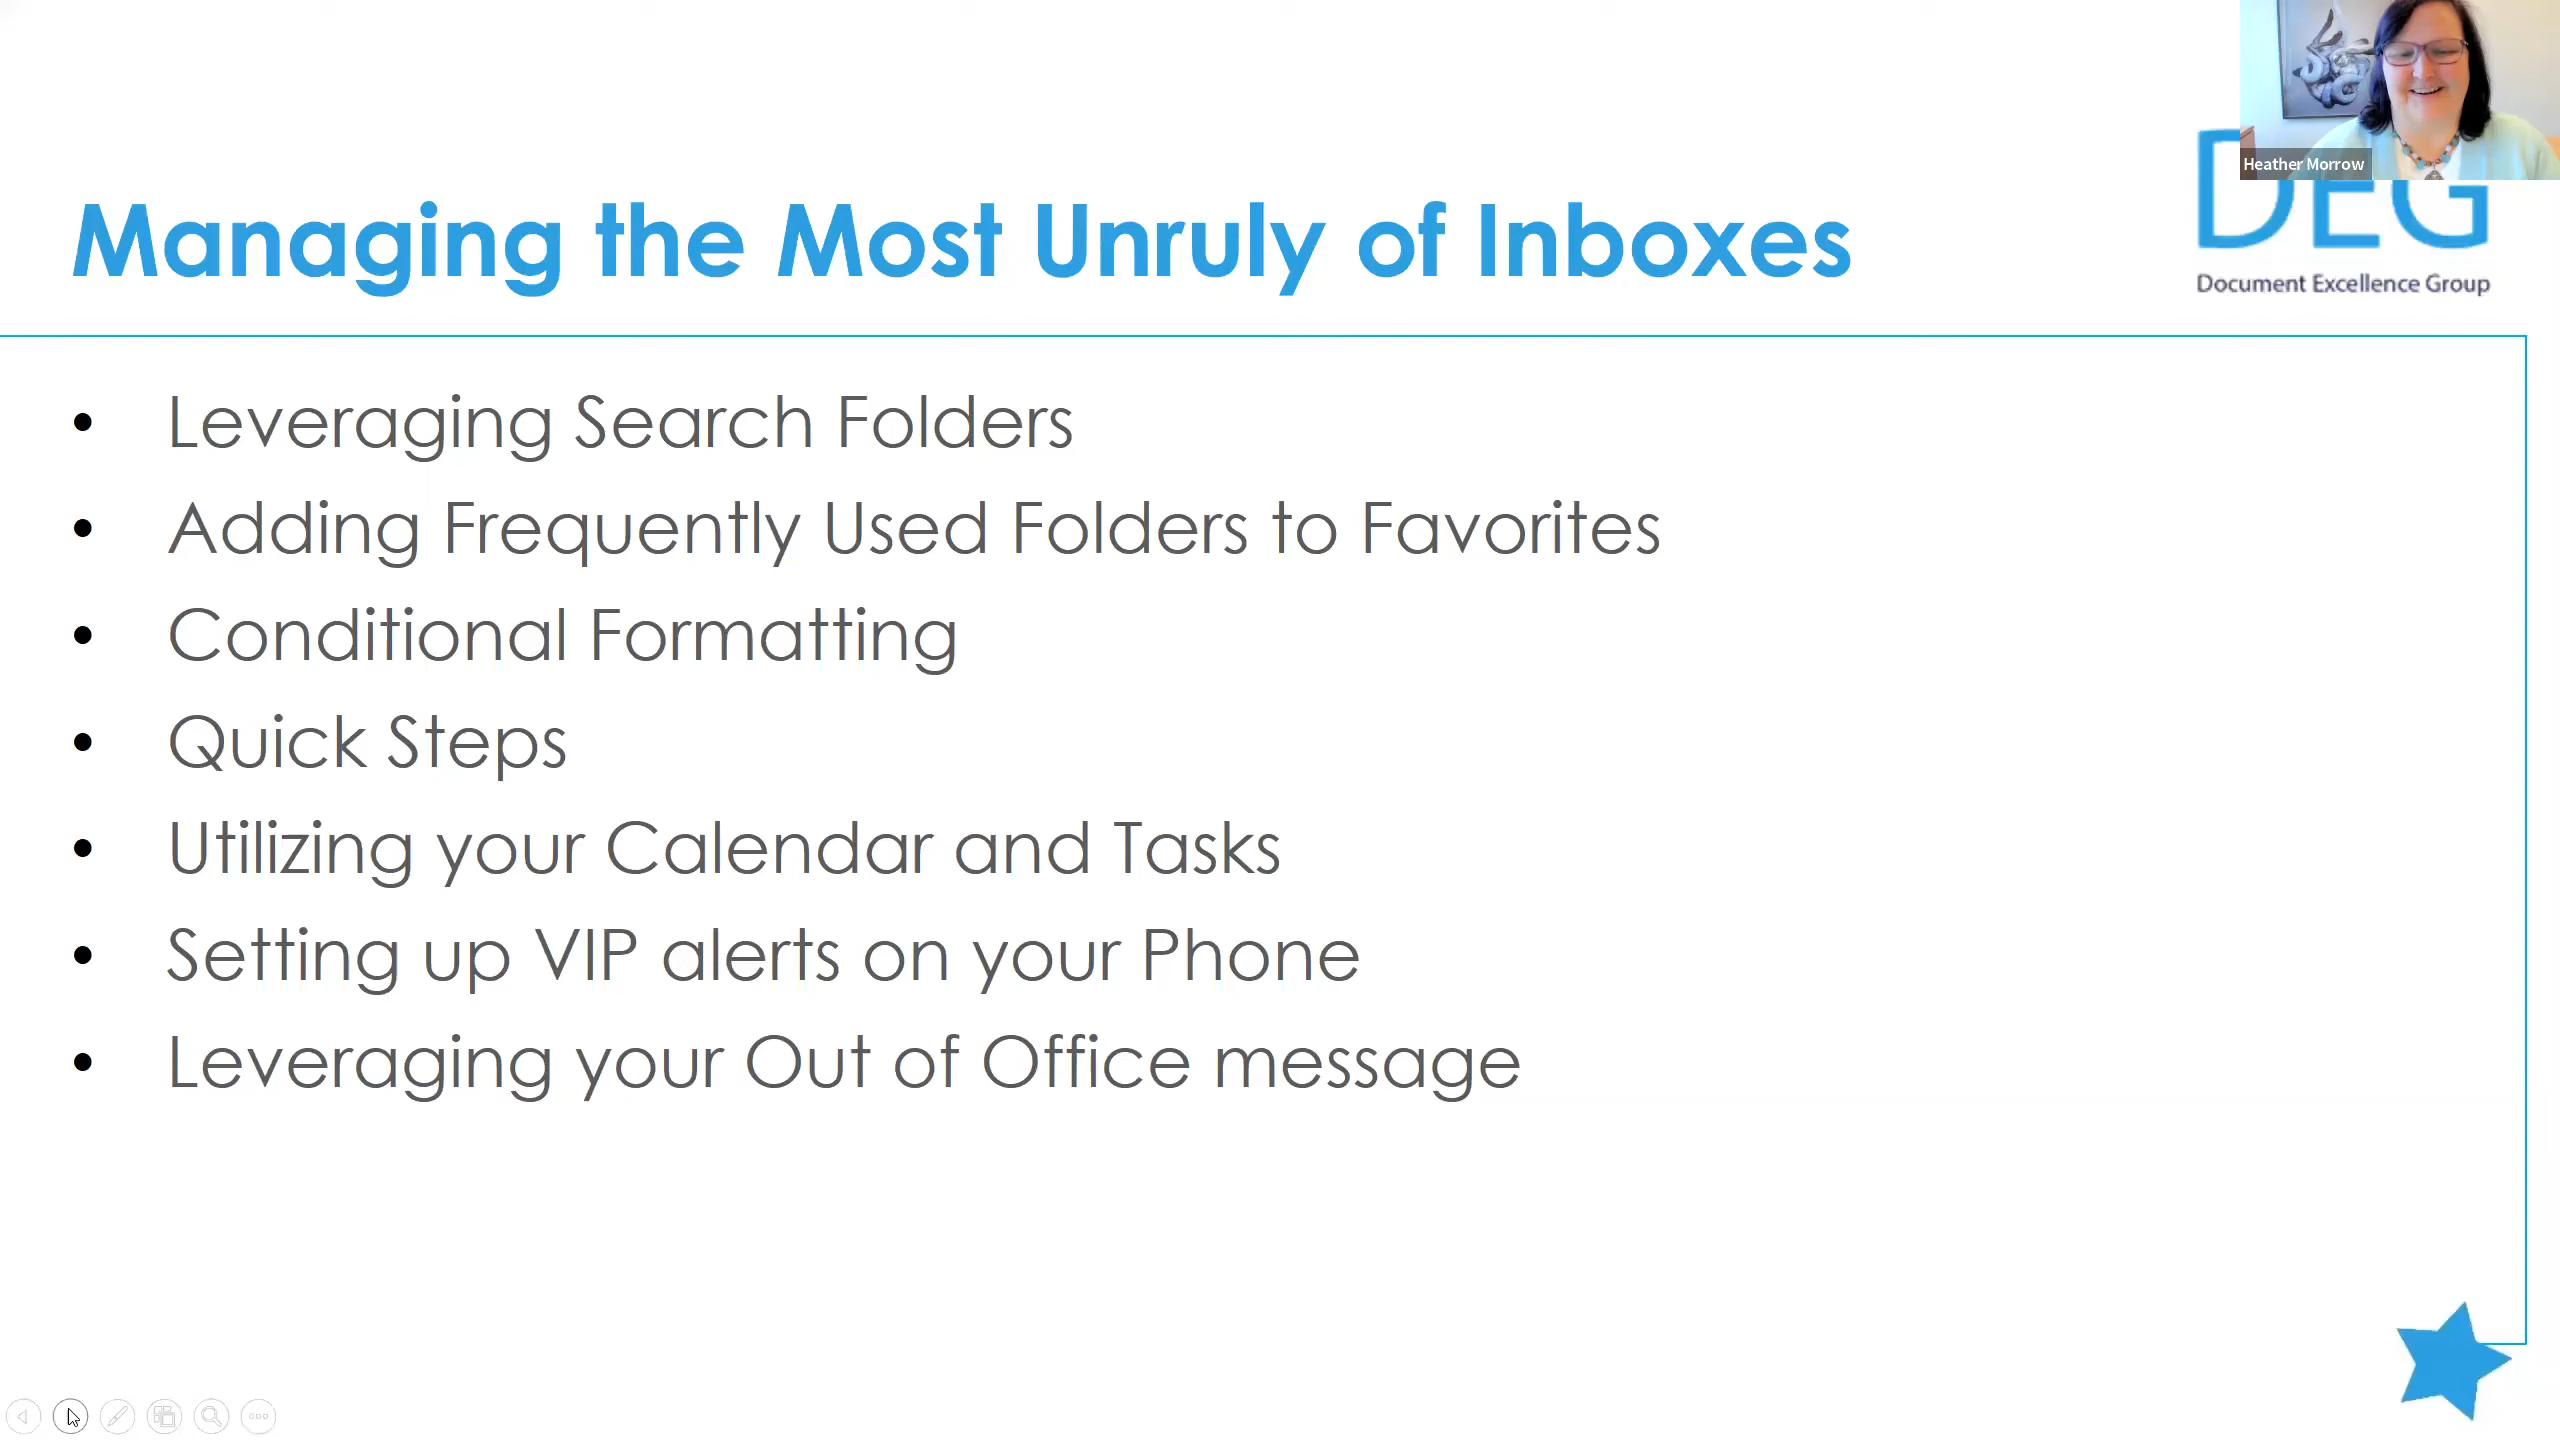 Heather Morrow
Managing the Most Unruly of Inboxes
DEG
Document Excellence Group
• Leveraging Search Folders
• Adding Frequently Used Folders to Favorites
• Conditional Formatting
• Quick Steps
• Utilizing your Calendar and Tasks
• Setting up VIP alerts on your Phone
• Leveraging your Out of Office message